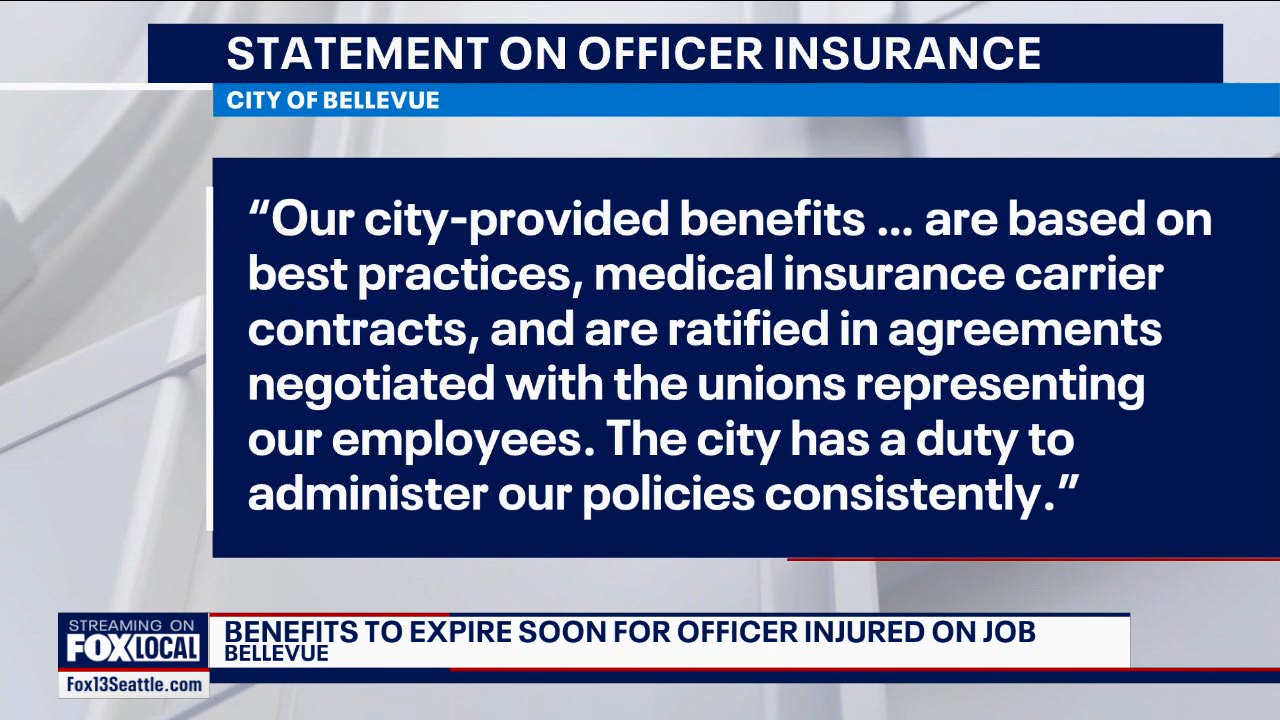 STATEMENT ON OFFICER INSURANCE
CITY OF BELLEVUE
“Our city-provided benefits ... are based on
best practices, medical insurance carrier
contracts, and are ratified in agreements
negotiated with the unions representing
our employees. The city has a duty to
administer our policies consistently.”
STREAMING ON
FOX LOCAL
Fox13Seattle.com
BENEFITS TO EXPIRE SOON FOR OFFICER INJURED ON JOB
BELLEVUE